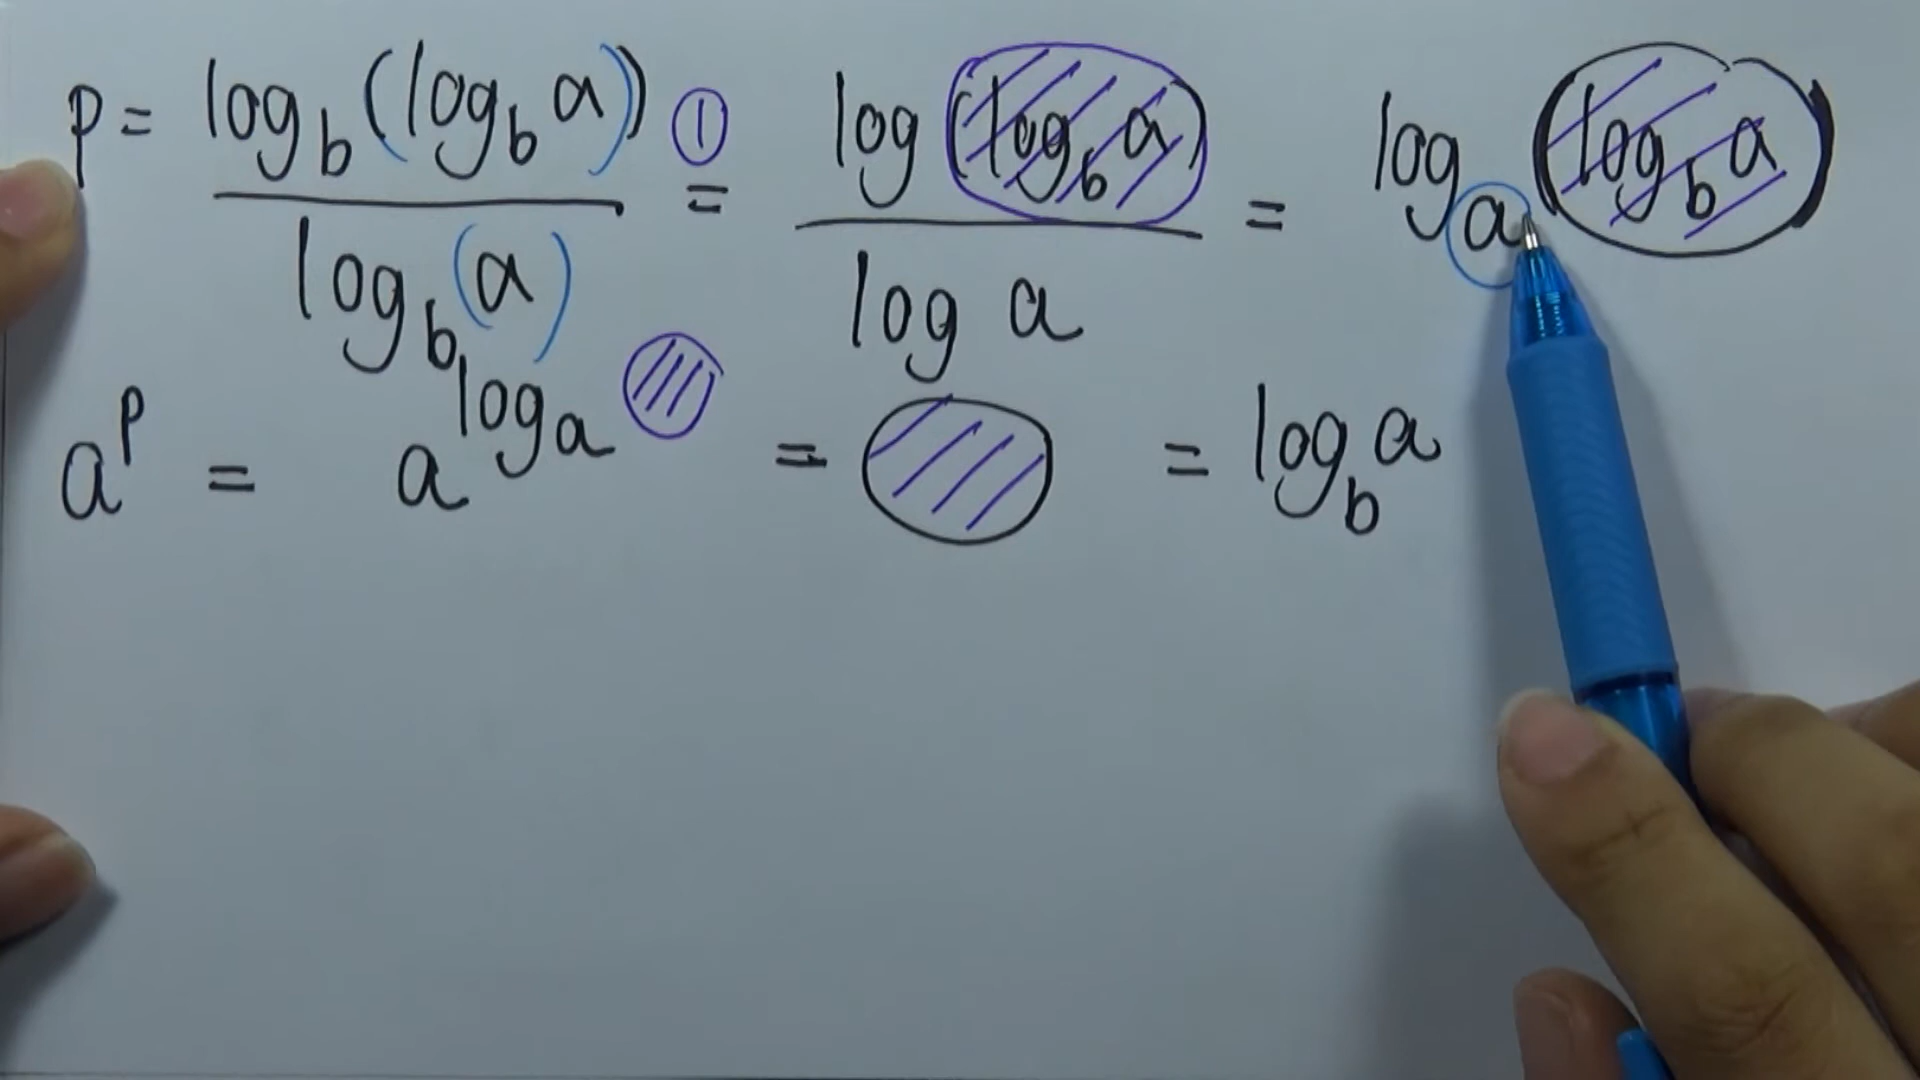 p = log_b(log_b a) / log_b(a) ① = log(log_b a) / log a = log_a(log_b a)
a^p = a^log_a = = log_b a